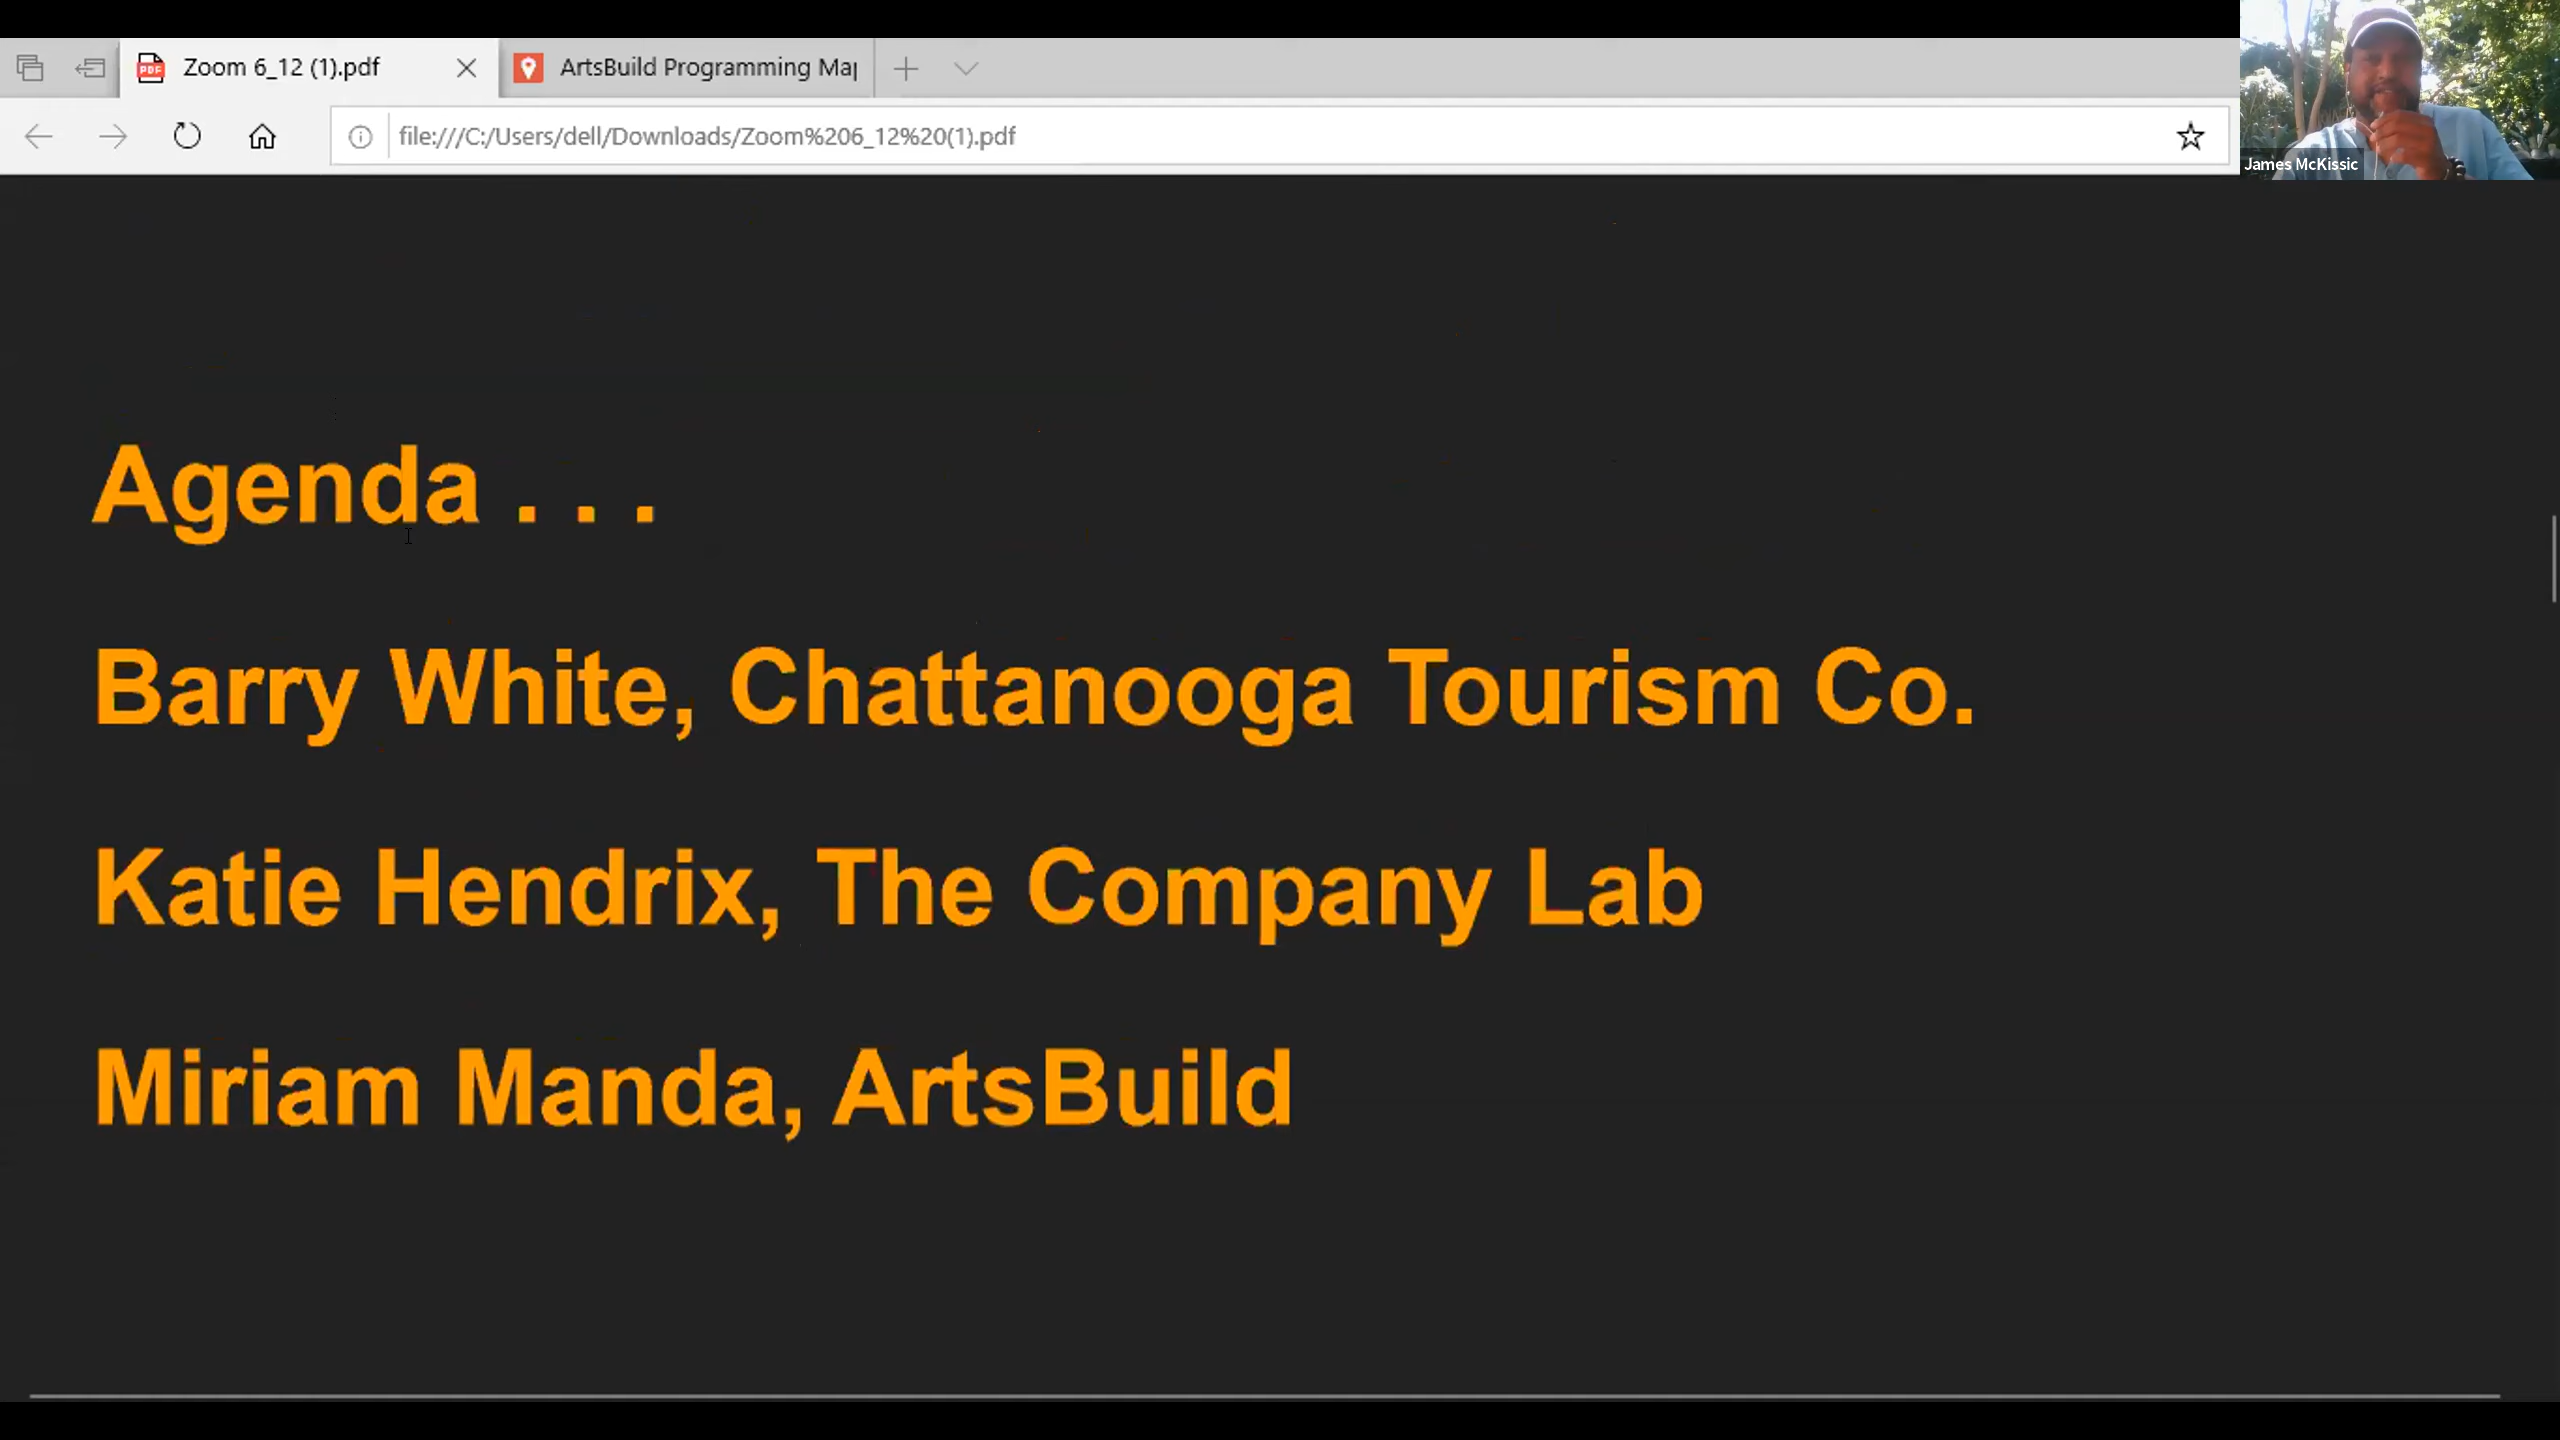 Zoom 6_12 (1).pdf
ArtsBuild Programming Map
file:///C:/Users/dell/Downloads/Zoom%206_12%20(1).pdf
James McKissic
Agenda . . .
Barry White, Chattanooga Tourism Co.
Katie Hendrix, The Company Lab
Miriam Manda, ArtsBuild